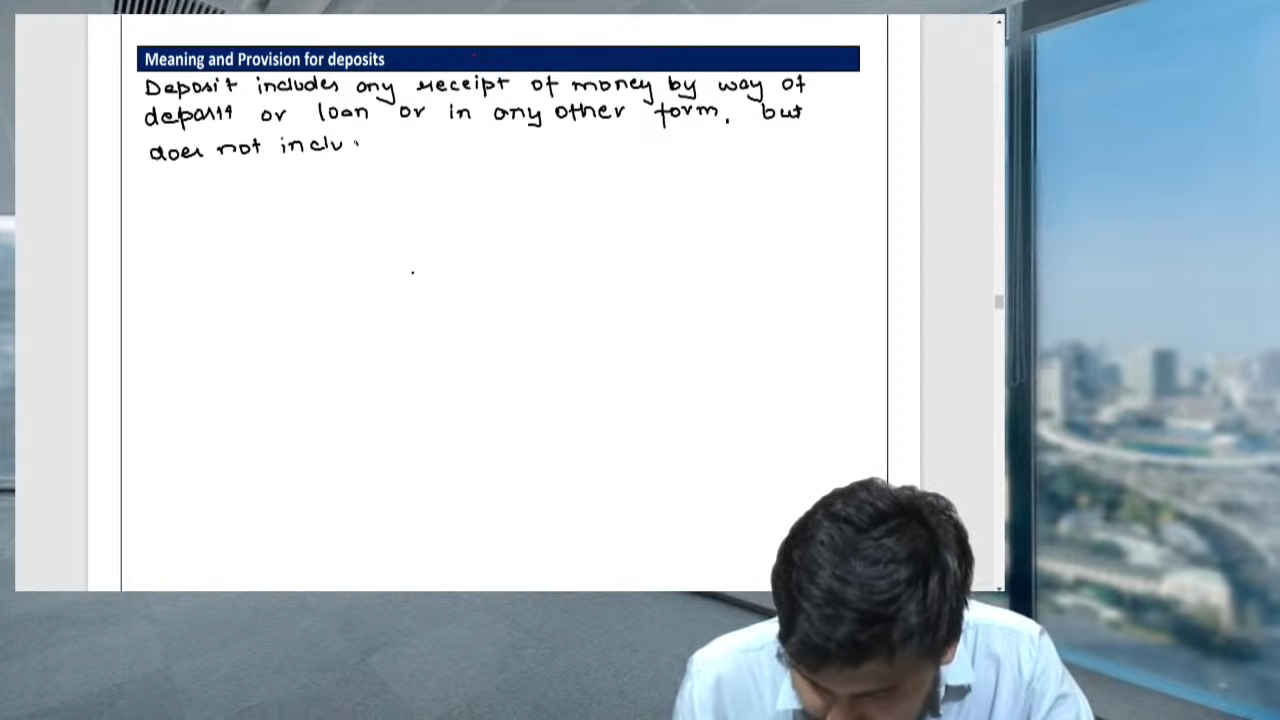 Meaning and Provision for deposits
Deposit includes any receipt of money by way of
deposit or loan or in any other form, but
does not inclu